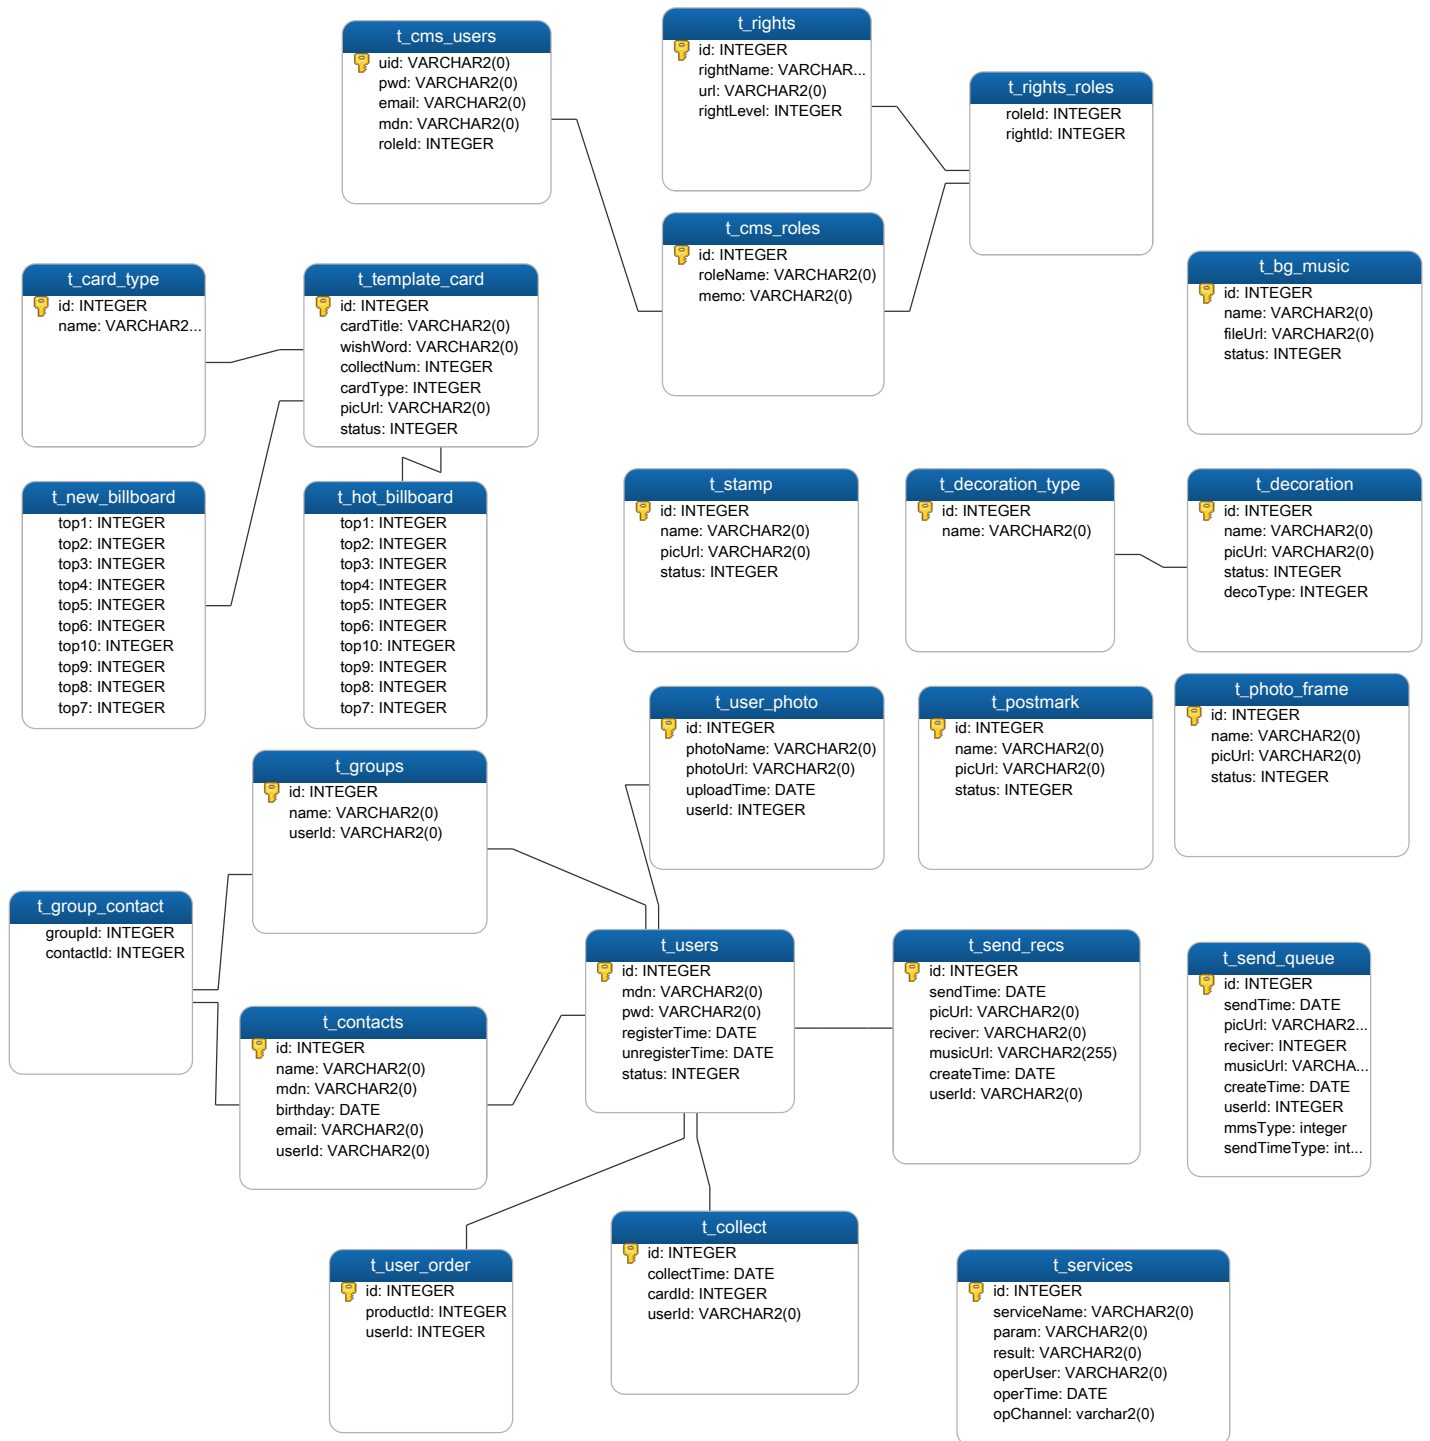 t_cms_users
uid: VARCHAR2(0)
pwd: VARCHAR2(0)
email: VARCHAR2(0)
mdn: VARCHAR2(0)
roleId: INTEGER
t_rights
id: INTEGER
rightName: VARCHAR...
url: VARCHAR2(0)
rightLevel: INTEGER
t_rights_roles
roleId: INTEGER
rightId: INTEGER
t_cms_roles
id: INTEGER
roleName: VARCHAR2(0)
memo: VARCHAR2(0)
t_card_type
id: INTEGER
name: VARCHAR2...
t_template_card
id: INTEGER
cardTitle: VARCHAR2(0)
wishWord: VARCHAR2(0)
collectNum: INTEGER
cardType: INTEGER
picUrl: VARCHAR2(0)
status: INTEGER
t_bg_music
id: INTEGER
name: VARCHAR2(0)
fileUrl: VARCHAR2(0)
status: INTEGER
t_new_billboard
top1: INTEGER
top2: INTEGER
top3: INTEGER
top4: INTEGER
top5: INTEGER
top6: INTEGER
top10: INTEGER
top9: INTEGER
top8: INTEGER
top7: INTEGER
t_hot_billboard
top1: INTEGER
top2: INTEGER
top3: INTEGER
top4: INTEGER
top5: INTEGER
top6: INTEGER
top10: INTEGER
top9: INTEGER
top8: INTEGER
top7: INTEGER
t_stamp
id: INTEGER
name: VARCHAR2(0)
picUrl: VARCHAR2(0)
status: INTEGER
t_decoration_type
id: INTEGER
name: VARCHAR2(0)
t_decoration
id: INTEGER
name: VARCHAR2(0)
picUrl: VARCHAR2(0)
status: INTEGER
decoType: INTEGER
t_user_photo
id: INTEGER
photoName: VARCHAR2(0)
photoUrl: VARCHAR2(0)
uploadTime: DATE
userId: INTEGER
t_postmark
id: INTEGER
name: VARCHAR2(0)
picUrl: VARCHAR2(0)
status: INTEGER
t_photo_frame
id: INTEGER
name: VARCHAR2(0)
picUrl: VARCHAR2(0)
status: INTEGER
t_groups
id: INTEGER
name: VARCHAR2(0)
userId: VARCHAR2(0)
t_group_contact
groupId: INTEGER
contactId: INTEGER
t_contacts
id: INTEGER
name: VARCHAR2(0)
mdn: VARCHAR2(0)
birthday: DATE
email: VARCHAR2(0)
userId: VARCHAR2(0)
t_users
id: INTEGER
mdn: VARCHAR2(0)
pwd: VARCHAR2(0)
registerTime: DATE
unregisterTime: DATE
status: INTEGER
t_send_recs
id: INTEGER
sendTime: DATE
picUrl: VARCHAR2(0)
reciver: VARCHAR2(0)
musicUrl: VARCHAR2(255)
createTime: DATE
userId: VARCHAR2(0)
t_send_queue
id: INTEGER
sendTime: DATE
picUrl: VARCHAR2...
reciver: INTEGER
musicUrl: VARCHA...
createTime: DATE
userId: INTEGER
mmsType: integer
sendTimeType: int...
t_user_order
id: INTEGER
productId: INTEGER
userId: INTEGER
t_collect
id: INTEGER
collectTime: DATE
cardId: INTEGER
userId: VARCHAR2(0)
t_services
id: INTEGER
serviceName: VARCHAR2(0)
param: VARCHAR2(0)
result: VARCHAR2(0)
operUser: VARCHAR2(0)
operTime: DATE
opChannel: varchar2(0)